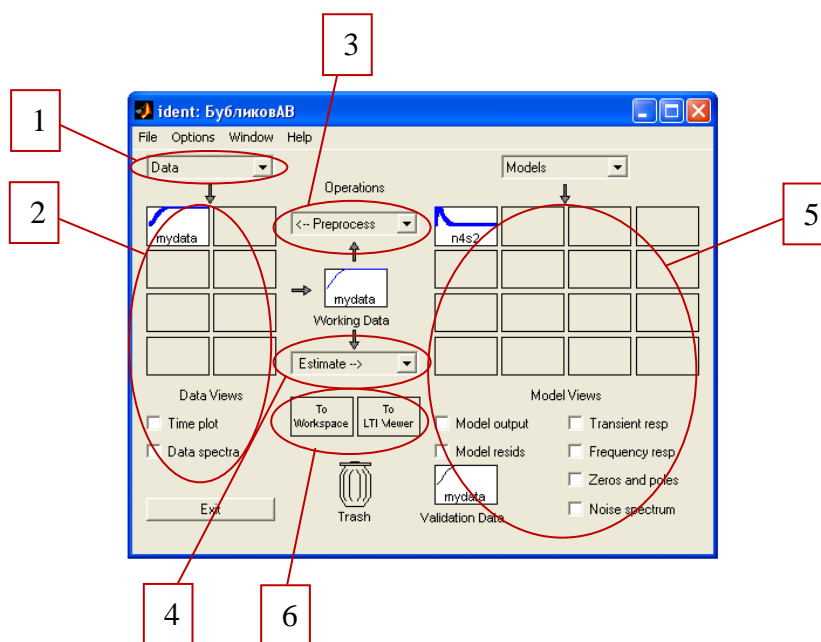 3
1
ident: БубликовАВ
File Options Window Help
Data
Models
Operations
2
<-- Preprocess
5
mydata
n4s2
mydata
Working Data
Estimate -->
Data Views
Model Views
To Workspace
To LTI Viewer
Time plot
Model output
Transient resp
Data spectra
Model resids
Frequency resp
mydata
Zeros and poles
Exit
Trash
Validation Data
Noise spectrum
4
6